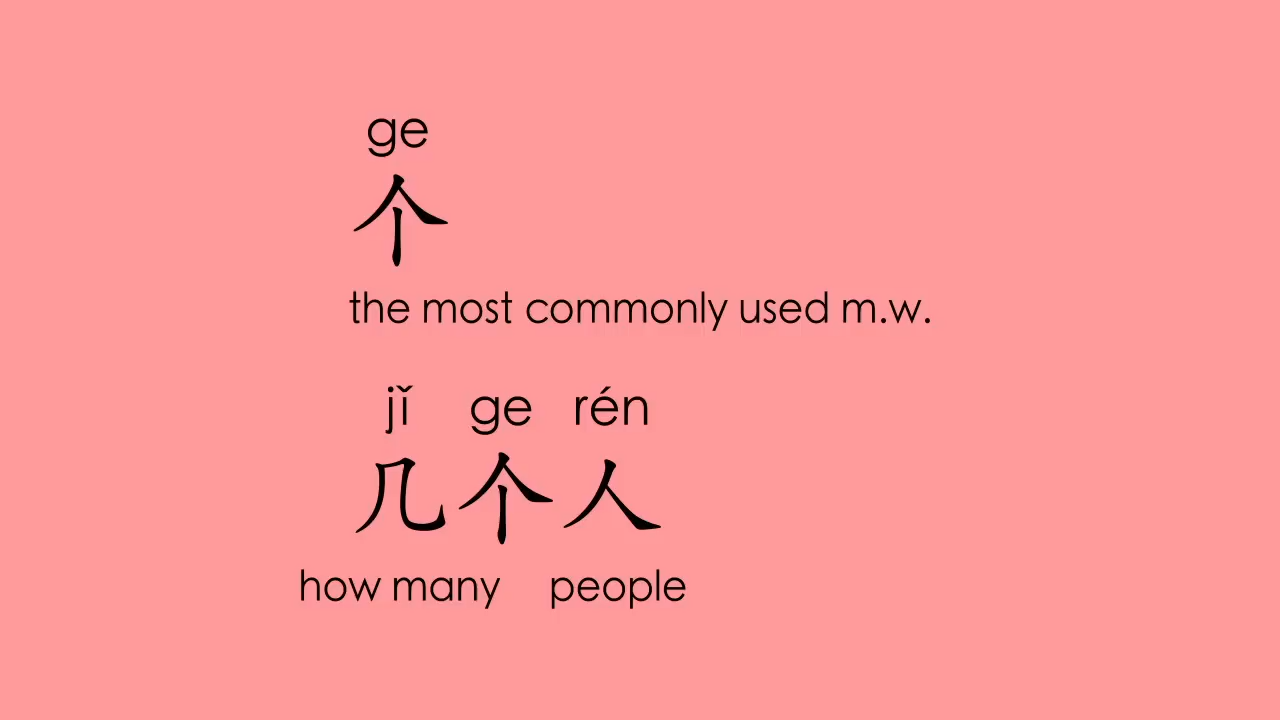 ge
个
the most commonly used m.w.
jǐ ge rén
几个人
how many people